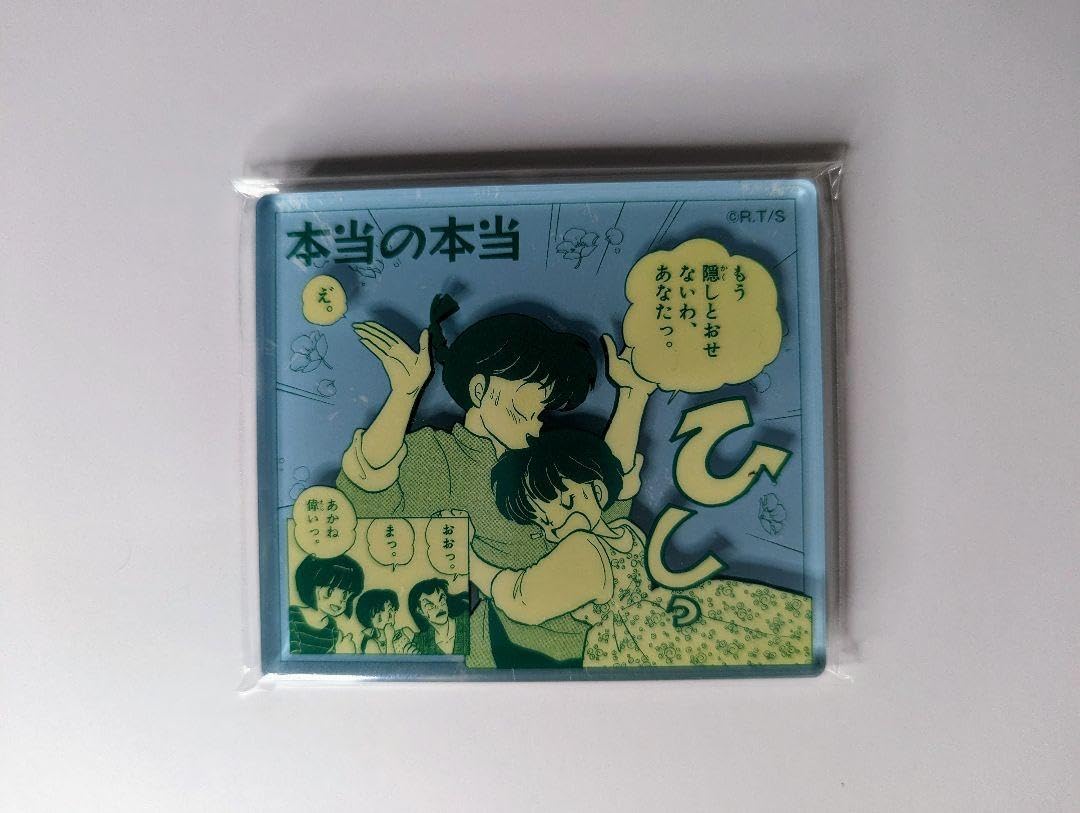 本当の本当
©R.T/S
もう
隠しとおせ
ないわ、
あなたっ。
え゛。
ひしっ
おおっ。
まっ。
あかね
偉いっ。